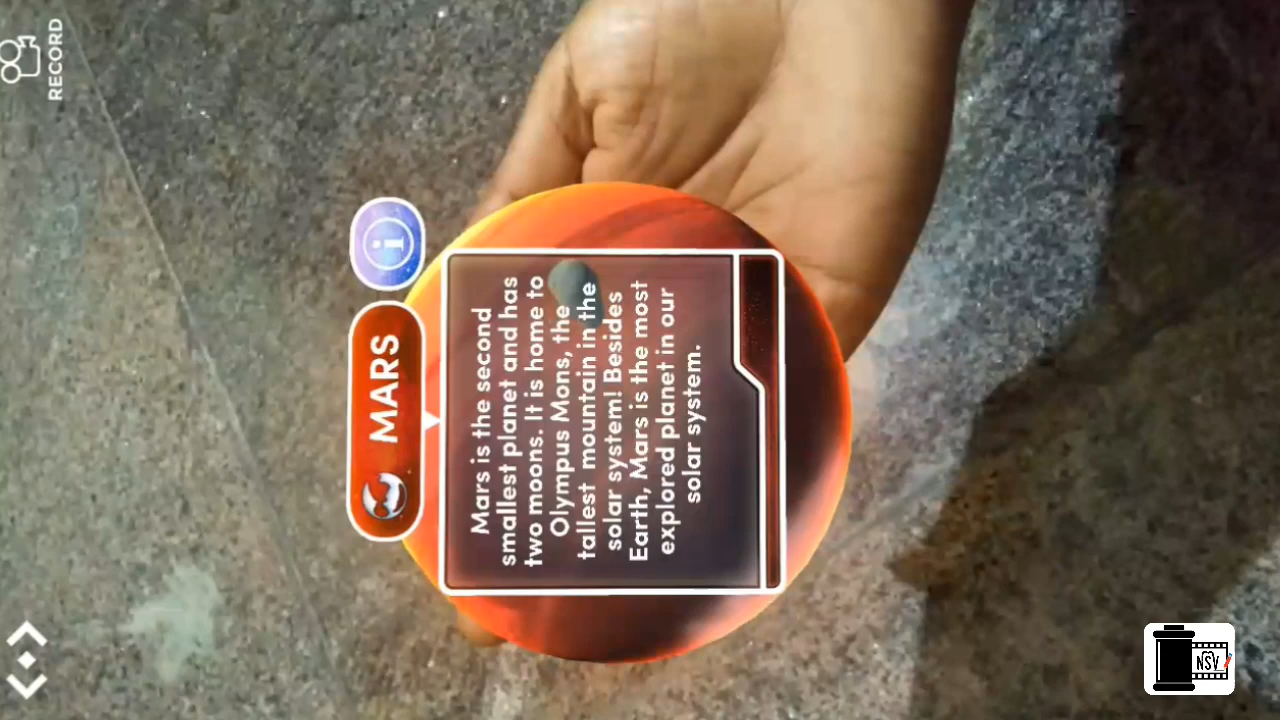 RECORD
MARS
i
Mars is the second
smallest planet and has
two moons. It is home to
Olympus Mons, the
tallest mountain in the
solar system! Besides
Earth, Mars is the most
explored planet in our
solar system.
NSV